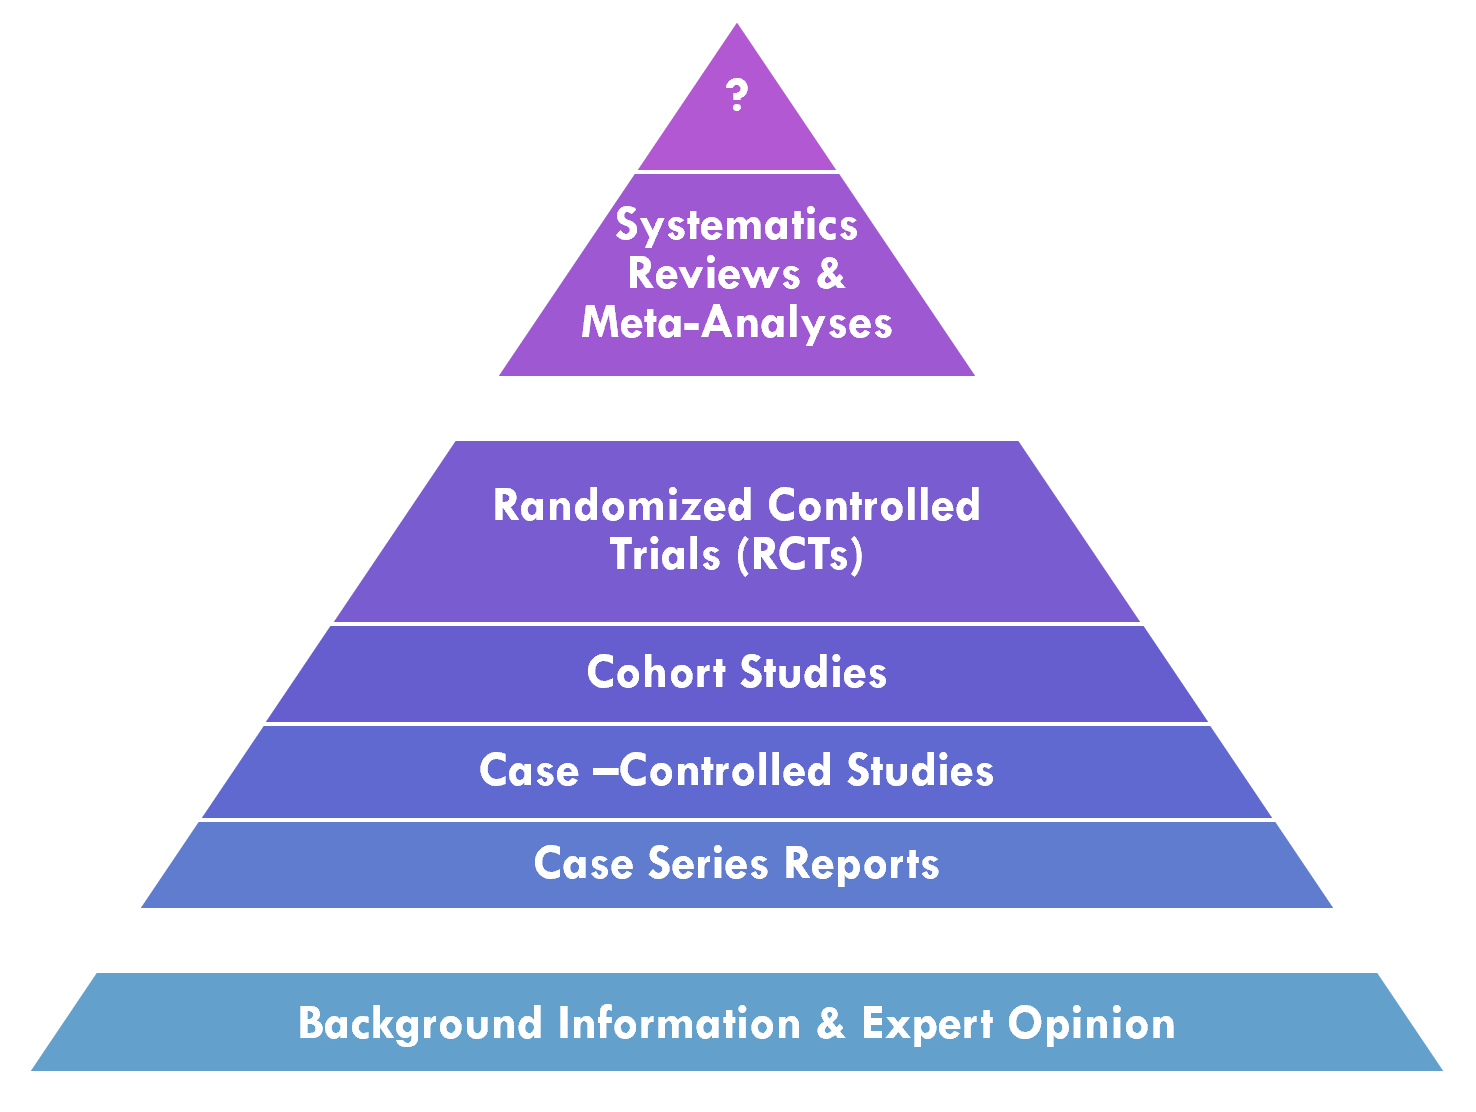 ?
Systematics
Reviews &
Meta-Analyses
Randomized Controlled
Trials (RCTs)
Cohort Studies
Case –Controlled Studies
Case Series Reports
Background Information & Expert Opinion